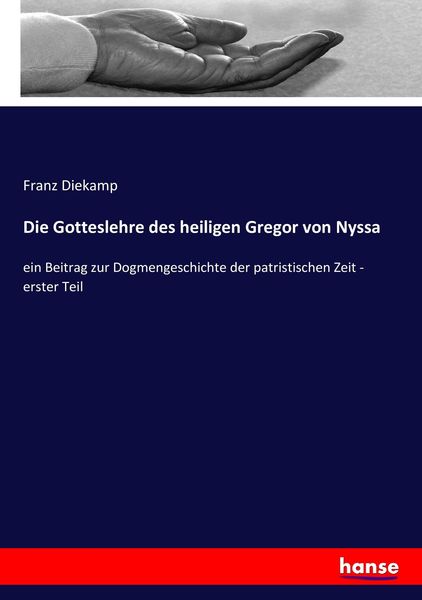 Franz Diekamp
Die Gotteslehre des heiligen Gregor von Nyssa
ein Beitrag zur Dogmengeschichte der patristischen Zeit -
erster Teil
hanse